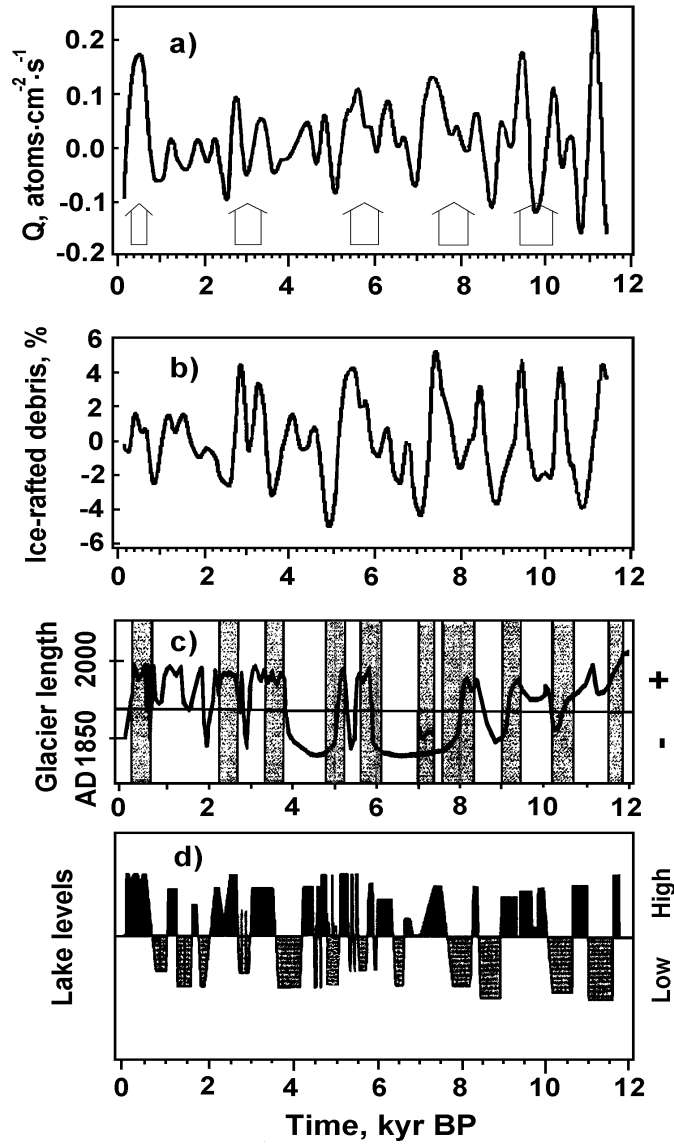 a)
Q, atoms·cm-2·s-1
0.2
0.1
0.0
-0.1
-0.2
0 2 4 6 8 10 12
b)
Ice-rafted debris, %
6
4
2
0
-2
-4
-6
0 2 4 6 8 10 12
c)
Glacier length
AD1850 2000
+
-
0 2 4 6 8 10 12
d)
Lake levels
High
Low
0 2 4 6 8 10 12
Time, kyr BP